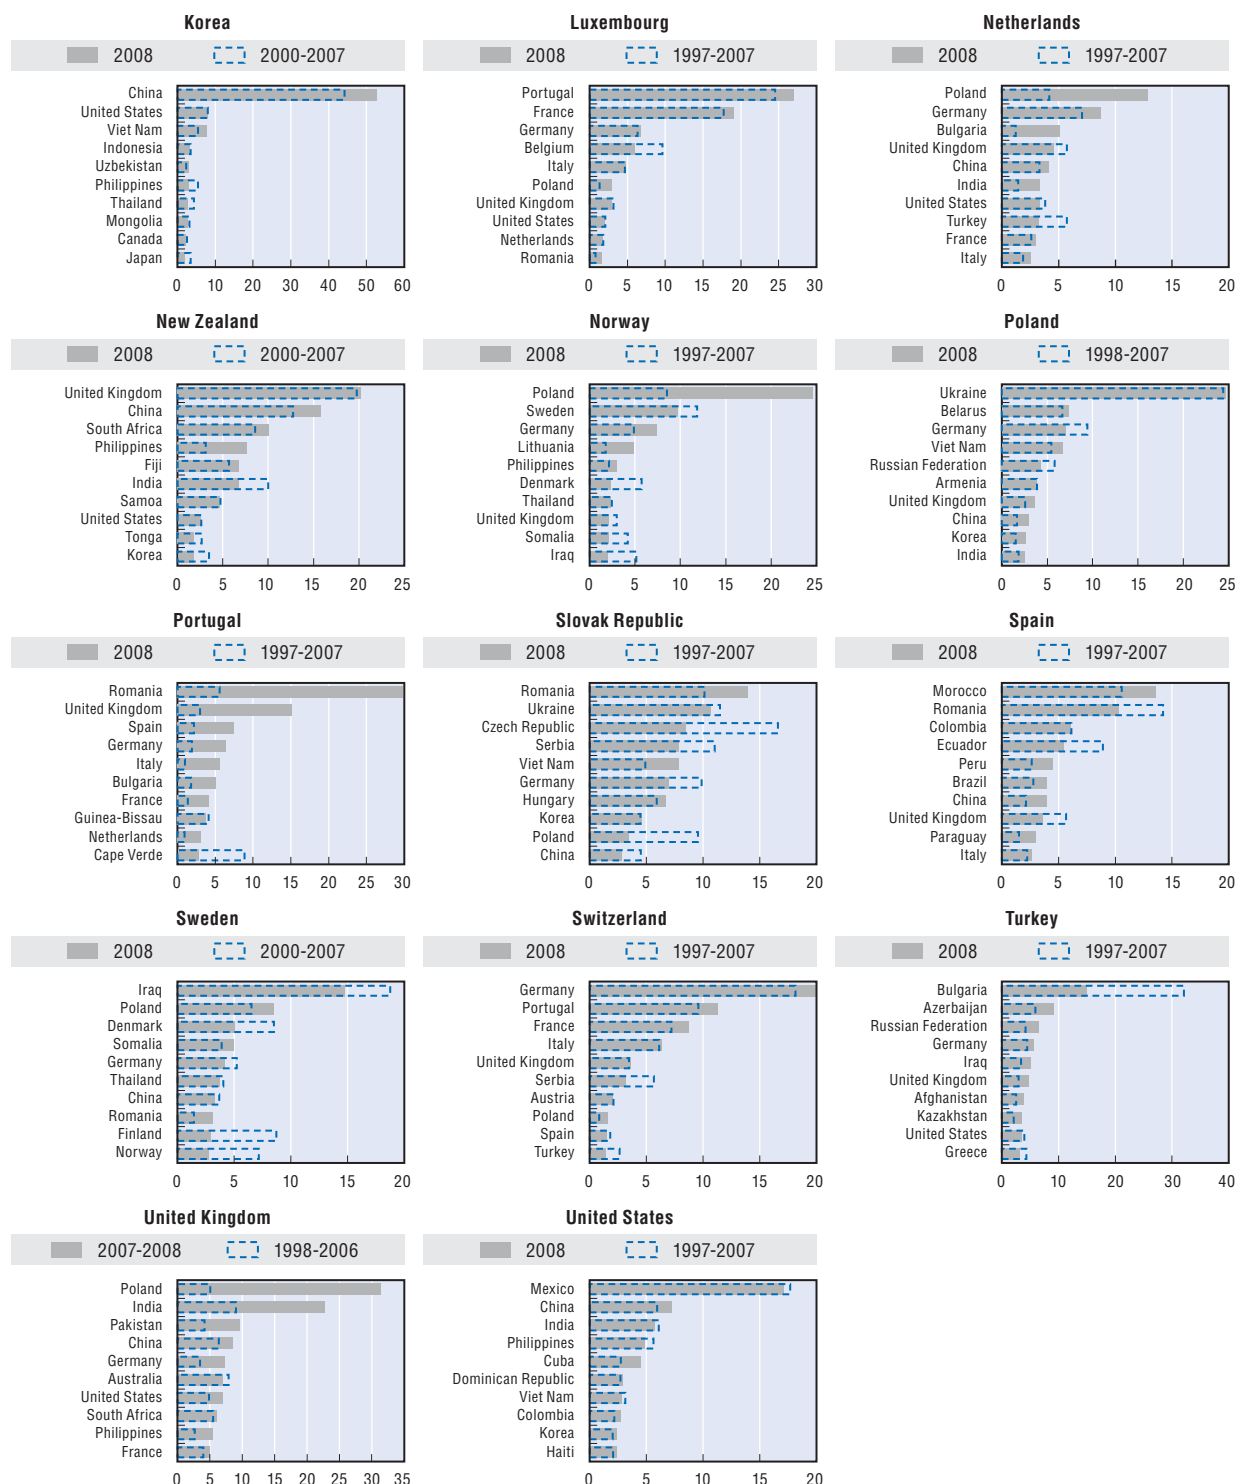 Korea
2008 2000-2007
China
United States
Viet Nam
Indonesia
Uzbekistan
Philippines
Thailand
Mongolia
Canada
Japan
0 10 20 30 40 50 60
Luxembourg
2008 1997-2007
Portugal
France
Germany
Belgium
Italy
Poland
United Kingdom
United States
Netherlands
Romania
0 5 10 15 20 25 30
Netherlands
2008 1997-2007
Poland
Germany
Bulgaria
United Kingdom
China
India
United States
Turkey
France
Italy
0 5 10 15 20
New Zealand
2008 2000-2007
United Kingdom
China
South Africa
Philippines
Fiji
India
Samoa
United States
Tonga
Korea
0 5 10 15 20 25
Norway
2008 1997-2007
Poland
Sweden
Germany
Lithuania
Philippines
Denmark
Thailand
United Kingdom
Somalia
Iraq
0 5 10 15 20 25
Poland
2008 1998-2007
Ukraine
Belarus
Germany
Viet Nam
Russian Federation
Armenia
United Kingdom
China
Korea
India
0 5 10 15 20 25
Portugal
2008 1997-2007
Romania
United Kingdom
Spain
Germany
Italy
Bulgaria
France
Guinea-Bissau
Netherlands
Cape Verde
0 5 10 15 20 25 30
Slovak Republic
2008 1997-2007
Romania
Ukraine
Czech Republic
Serbia
Viet Nam
Germany
Hungary
Korea
Poland
China
0 5 10 15 20
Spain
2008 1997-2007
Morocco
Romania
Colombia
Ecuador
Peru
Brazil
China
United Kingdom
Paraguay
Italy
0 5 10 15 20
Sweden
2008 2000-2007
Iraq
Poland
Denmark
Somalia
Germany
Thailand
China
Romania
Finland
Norway
0 5 10 15 20
Switzerland
2008 1997-2007
Germany
Portugal
France
Italy
United Kingdom
Serbia
Austria
Poland
Spain
Turkey
0 5 10 15 20
Turkey
2008 1997-2007
Bulgaria
Azerbaijan
Russian Federation
Germany
Iraq
United Kingdom
Afghanistan
Kazakhstan
United States
Greece
0 10 20 30 40
United Kingdom
2007-2008 1998-2006
Poland
India
Pakistan
China
Germany
Australia
United States
South Africa
Philippines
France
0 5 10 15 20 25 30 35
United States
2008 1997-2007
Mexico
China
India
Philippines
Cuba
Dominican Republic
Viet Nam
Colombia
Korea
Haiti
0 5 10 15 20